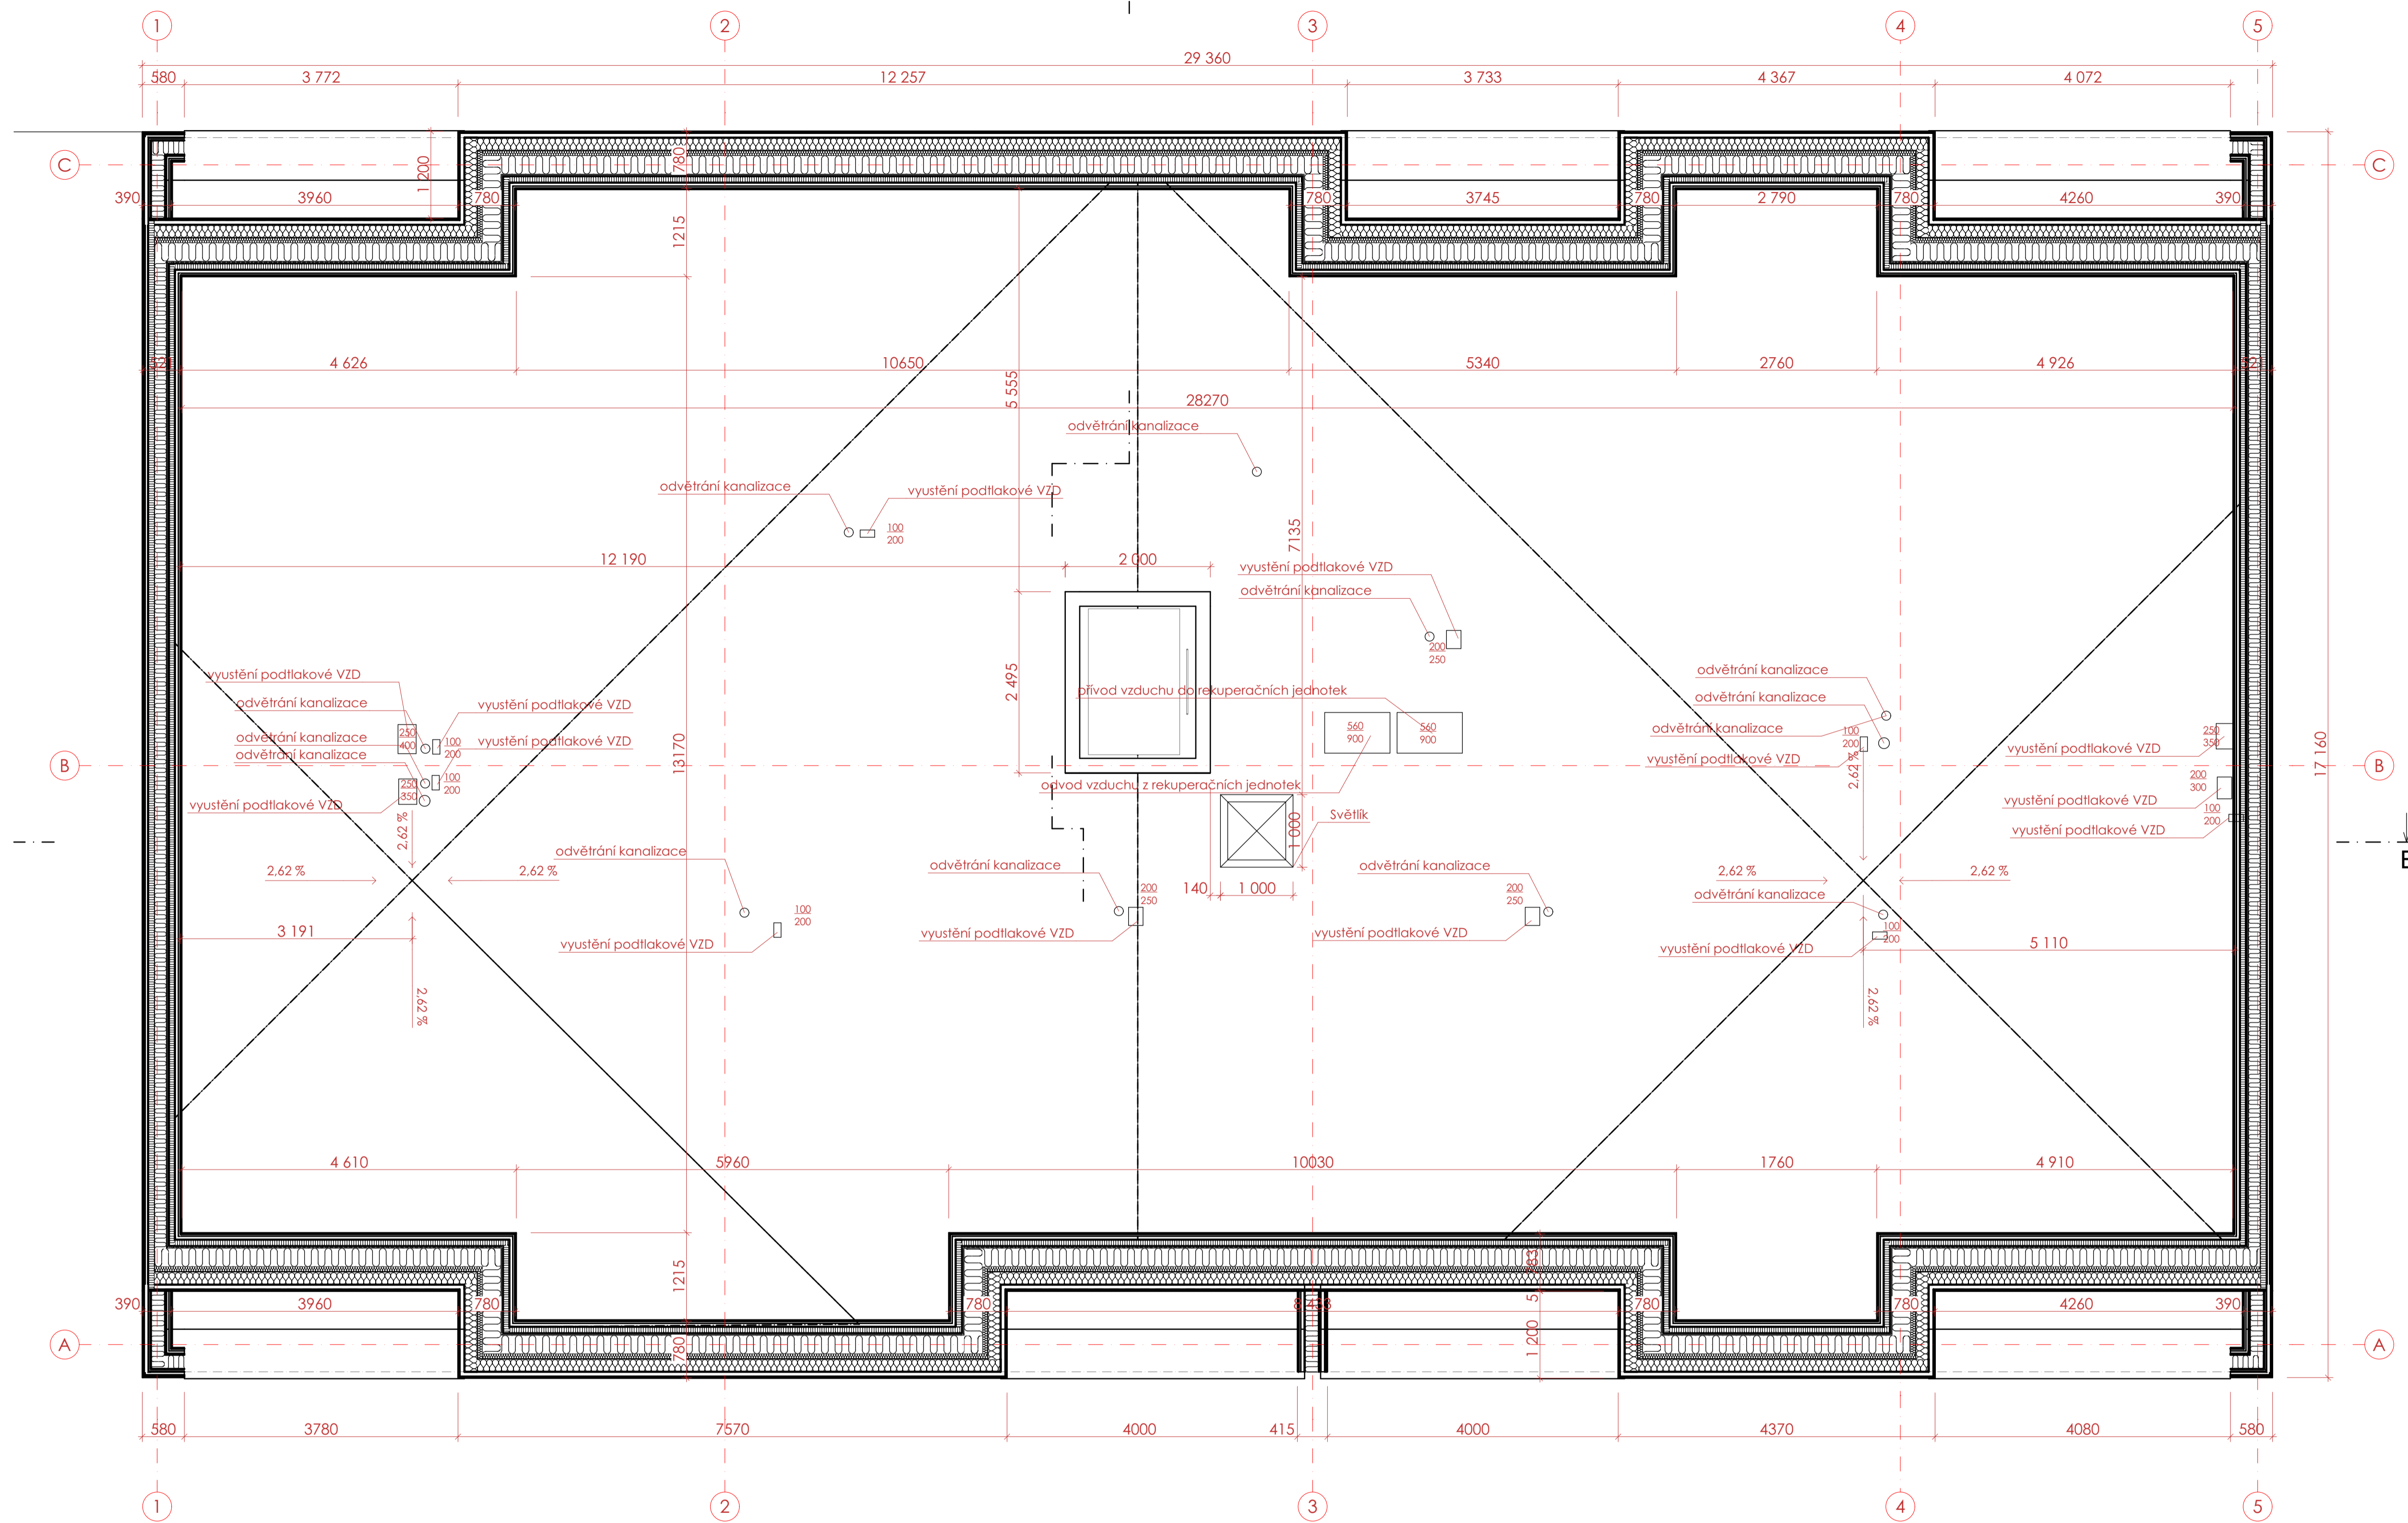 1 2 3 4 5
29 360
580 3 772 12 257 3 733 4 367 4 072
C 780 1 200 C
390 3960 780 780 3745 780 2 790 780 4260 390
1215
4 626 10650 5340 2760 4 926
5 555
28270
odvětrání kanalizace
odvětrání kanalizace
vyustění podtlakové VZD
100
200
7135
12 190 2 000
vyustění podtlakové VZD
odvětrání kanalizace
200
250
vyustění podtlakové VZD
odvětrání kanalizace
vyustění podtlakové VZD
odvětrání kanalizace
vyustění podtlakové VZD
odvětrání kanalizace
250
400
100
200
100
200
250
350
vyustění podtlakové VZD
2 495
přívod vzduchu do rekuperačních jednotek
560
900
560
900
odvod vzduchu z rekuperačních jednotek
odvětrání kanalizace
odvětrání kanalizace
odvětrání kanalizace
100
200
vyustění podtlakové VZD
250
350
vyustění podtlakové VZD
200
300
vyustění podtlakové VZD
100
200
vyustění podtlakové VZD
B 13170 17 160 B
2,62 %
2,62 %
Světlík
1 000
140 1 000
odvětrání kanalizace
odvětrání kanalizace
odvětrání kanalizace
2,62 % 2,62 %
2,62 % 2,62 %
odvětrání kanalizace
100
200
200
250
200
250
100
200
3 191
vyustění podtlakové VZD
vyustění podtlakové VZD
vyustění podtlakové VZD
vyustění podtlakové VZD
5 110
2,62 %
2,62 %
4 610 5960 10030 1760 4 910
1215
390 3960 780 780 8 433 5 780 780 4260 390
A 780 1 200 A
580 3780 7570 4000 415 4000 4370 4080 580
1 2 3 4 5